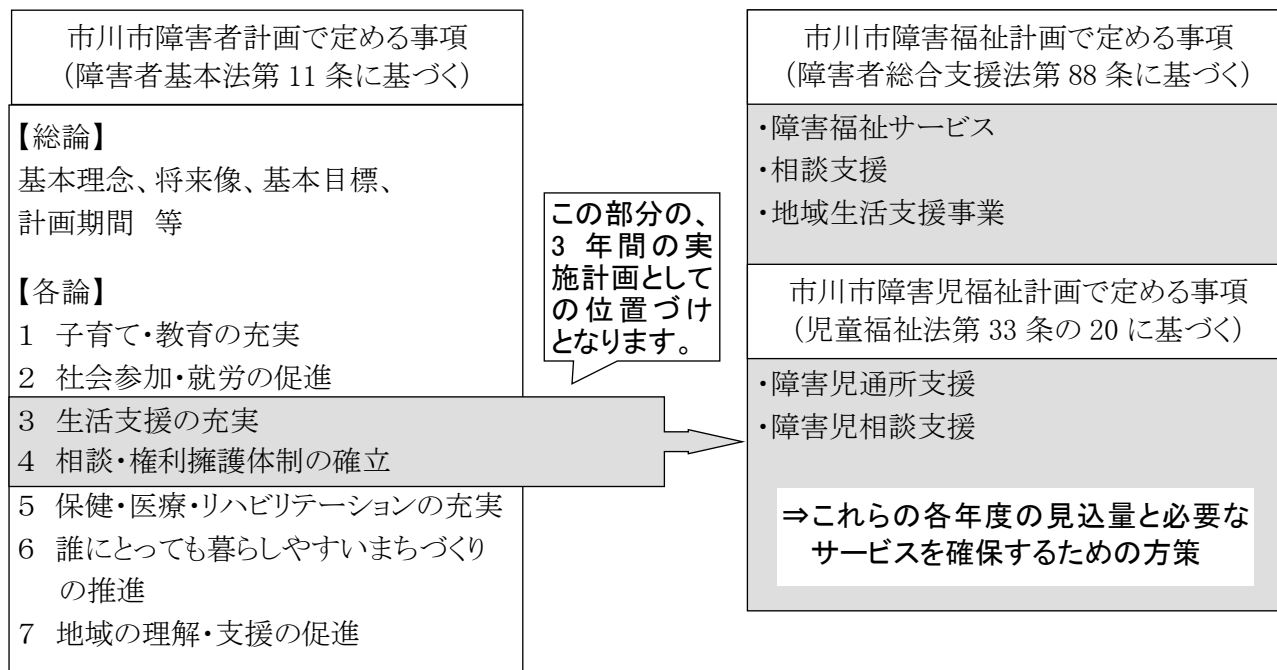 市川市障害者計画で定める事項
（障害者基本法第 11 条に基づく）
【総論】
基本理念、将来像、基本目標、
計画期間　等
【各論】
1　子育て・教育の充実
2　社会参加・就労の促進
3　生活支援の充実
4　相談・権利擁護体制の確立
5　保健・医療・リハビリテーションの充実
6　誰にとっても暮らしやすいまちづくり
の推進
7　地域の理解・支援の促進
この部分の、
3 年間の実
施計画として
の位置づけ
となります。
市川市障害福祉計画で定める事項
（障害者総合支援法第 88 条に基づく）
・障害福祉サービス
・相談支援
・地域生活支援事業
市川市障害児福祉計画で定める事項
（児童福祉法第 33 条の 20 に基づく）
・障害児通所支援
・障害児相談支援
⇒これらの各年度の見込量と必要な
サービスを確保するための方策